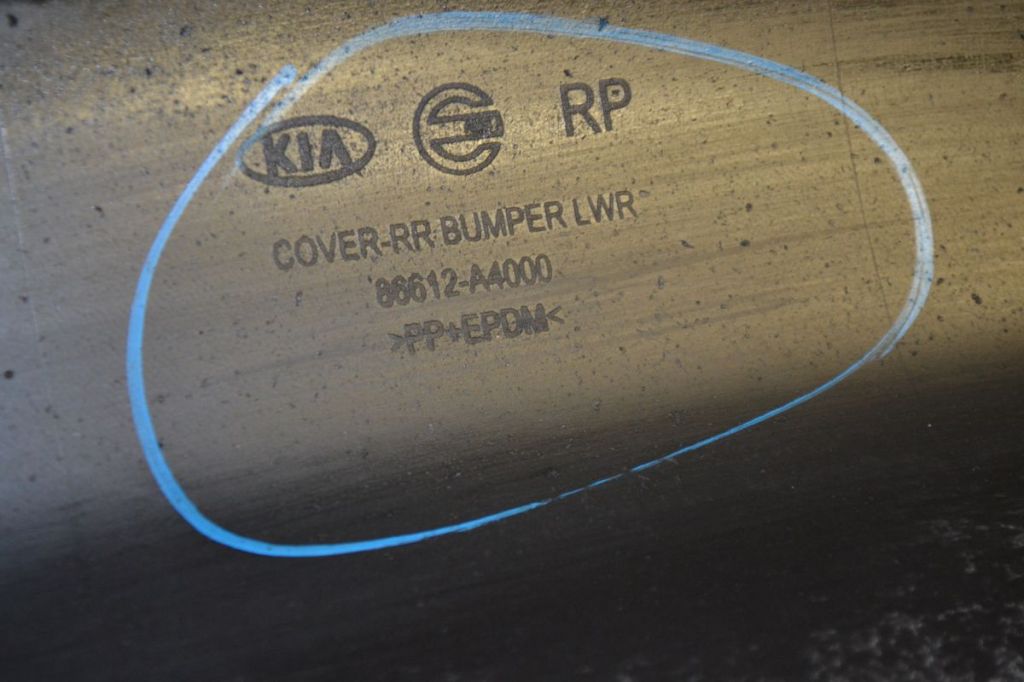 KIA RP
COVER-RR BUMPER LWR
86612-A4000
>PP+EPDM<